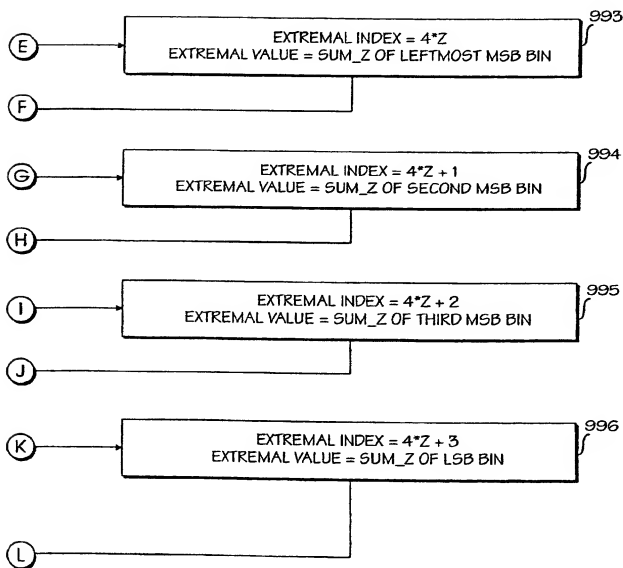 993
E
EXTREMAL INDEX = 4*Z
EXTREMAL VALUE = SUM_Z OF LEFTMOST MSB BIN
F
994
G
EXTREMAL INDEX = 4*Z + 1
EXTREMAL VALUE = SUM_Z OF SECOND MSB BIN
H
995
I
EXTREMAL INDEX = 4*Z + 2
EXTREMAL VALUE = SUM_Z OF THIRD MSB BIN
J
996
K
EXTREMAL INDEX = 4*Z + 3
EXTREMAL VALUE = SUM_Z OF LSB BIN
L